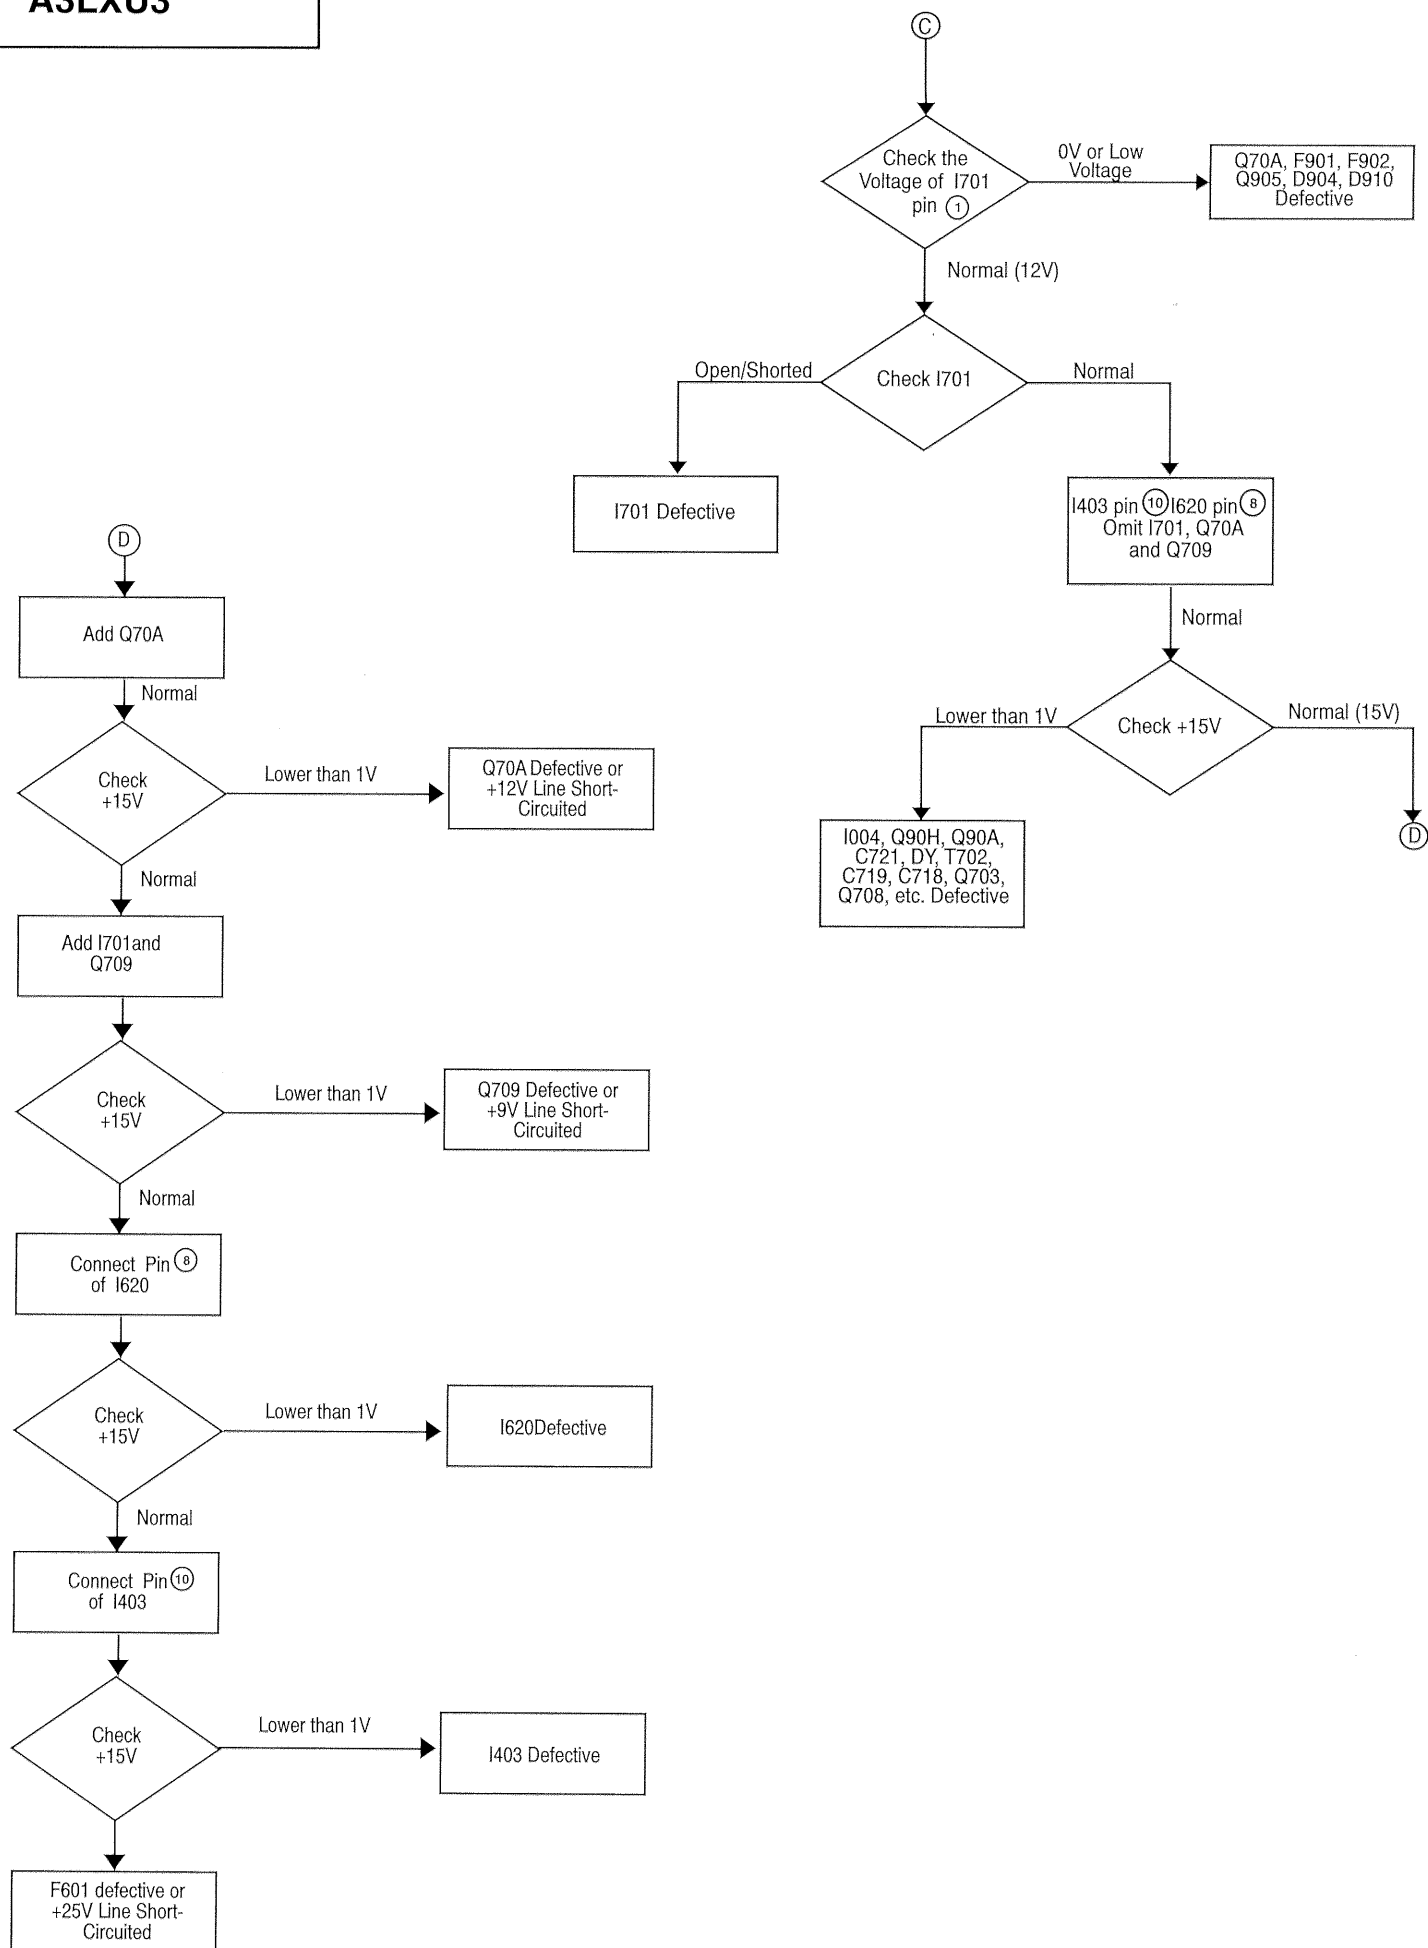 A3LXU3
C
Check the
Voltage of I701
pin 1
0V or Low
Voltage
Q70A, F901, F902,
Q905, D904, D910
Defective
Normal (12V)
Check I701
Open/Shorted
Normal
I701 Defective
I403 pin 10 I620 pin 8
Omit I701, Q70A
and Q709
Normal
Check +15V
Lower than 1V
Normal (15V)
I004, Q90H, Q90A,
C721, DY, T702,
C719, C718, Q703,
Q708, etc. Defective
D
D
Add Q70A
Normal
Check
+15V
Lower than 1V
Q70A Defective or
+12V Line Short-
Circuited
Normal
Add I701and
Q709
Check
+15V
Lower than 1V
Q709 Defective or
+9V Line Short-
Circuited
Normal
Connect Pin 8
of I620
Check
+15V
Lower than 1V
I620Defective
Normal
Connect Pin 10
of I403
Check
+15V
Lower than 1V
I403 Defective
F601 defective or
+25V Line Short-
Circuited